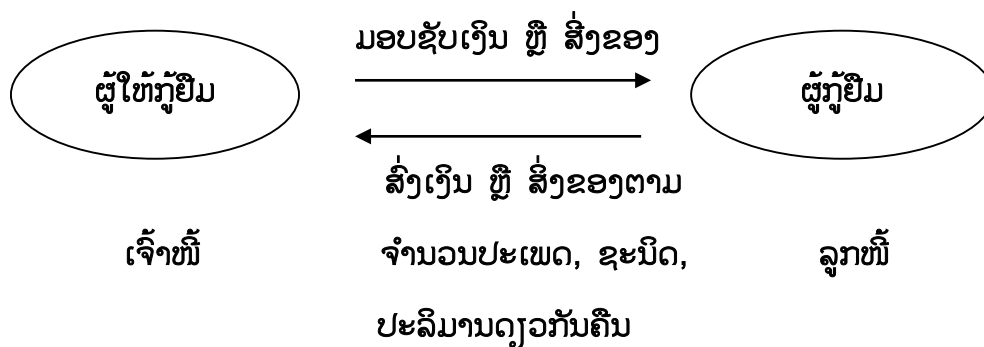 ມອບຊັບເງິນ ຫຼື ສິ່ງຂອງ
ຜູ້ໃຫ້ກູ້ຢືມ
ຜູ້ກູ້ຢືມ
ສົ່ງເງິນ ຫຼື ສິ່ງຂອງຕາມ
ເຈົ້າໜີ້
ຈຳນວນປະເພດ, ຊະນິດ,
ລູກໜີ້
ປະລິມານດຽວກັນຄືນ